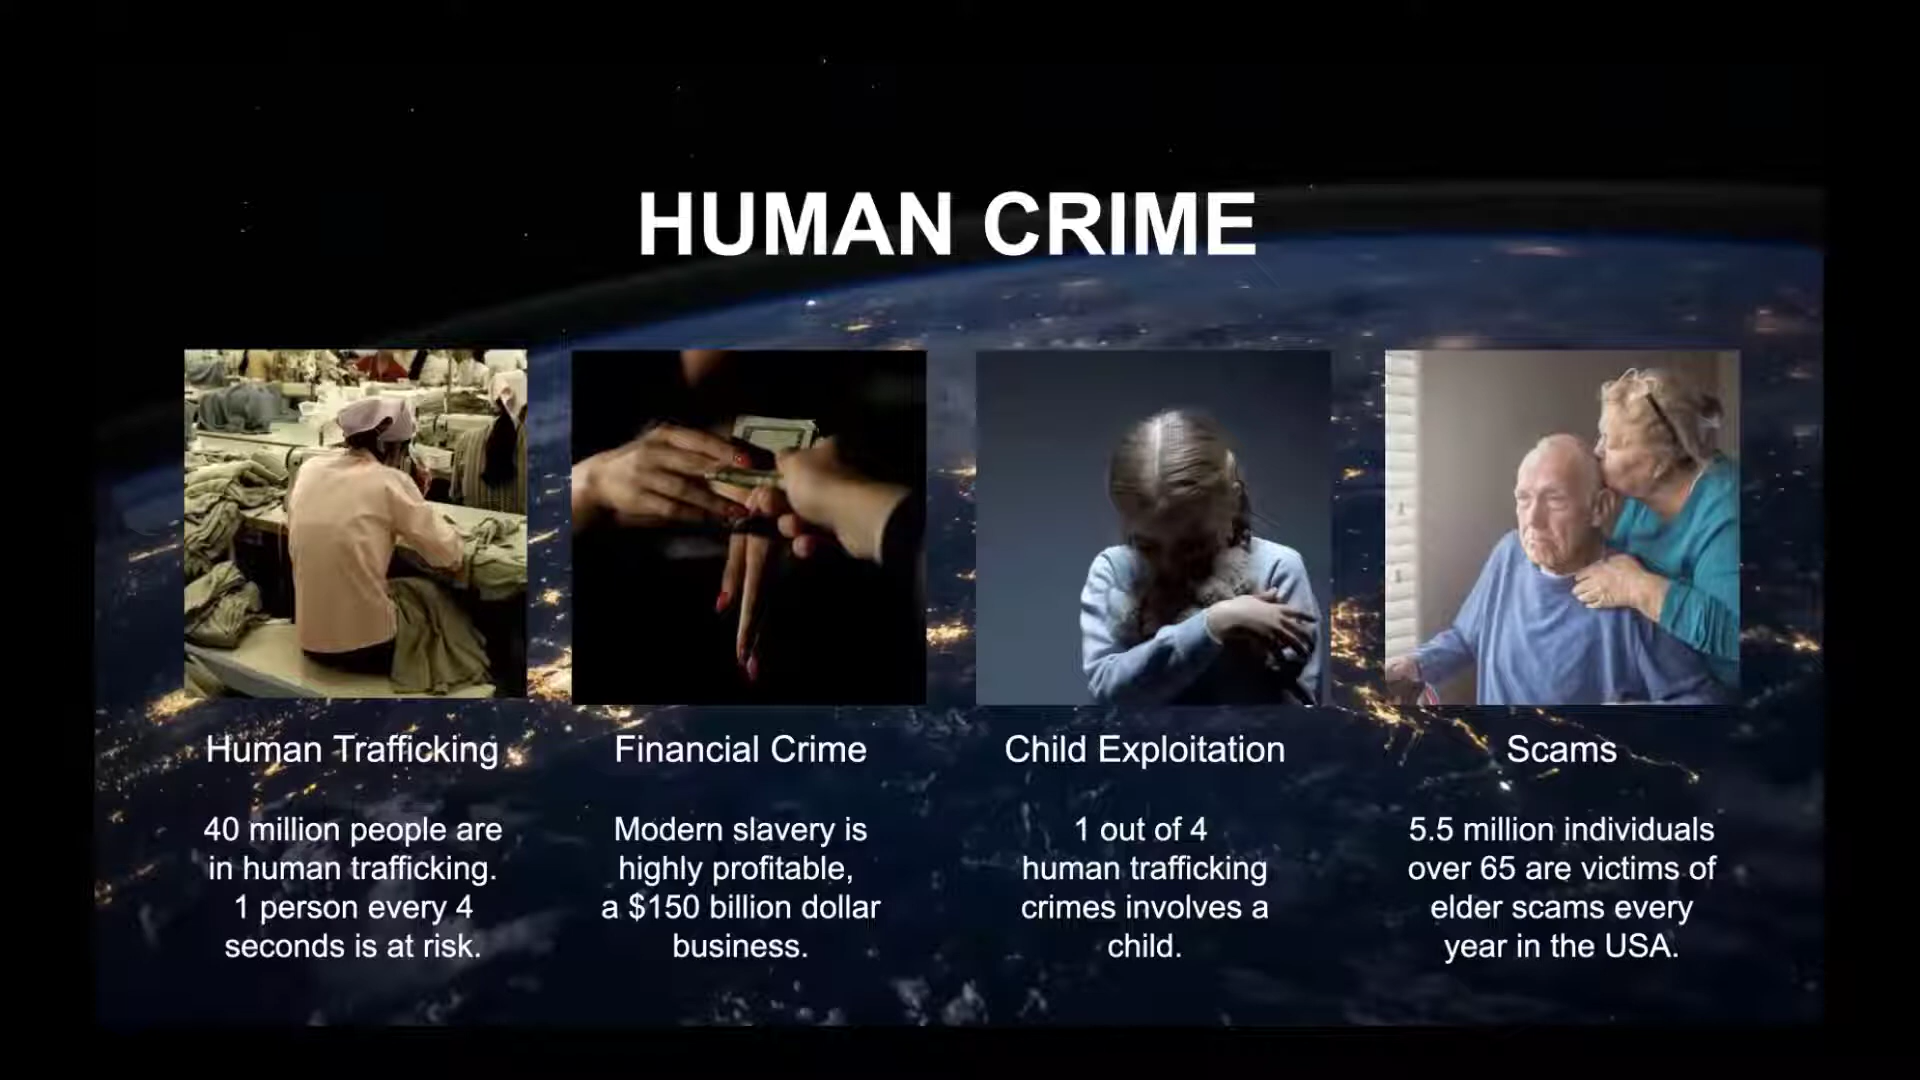 HUMAN CRIME
Human Trafficking
40 million people are
in human trafficking.
1 person every 4
seconds is at risk.
Financial Crime
Modern slavery is
highly profitable,
a $150 billion dollar
business.
Child Exploitation
1 out of 4
human trafficking
crimes involves a
child.
Scams
5.5 million individuals
over 65 are victims of
elder scams every
year in the USA.